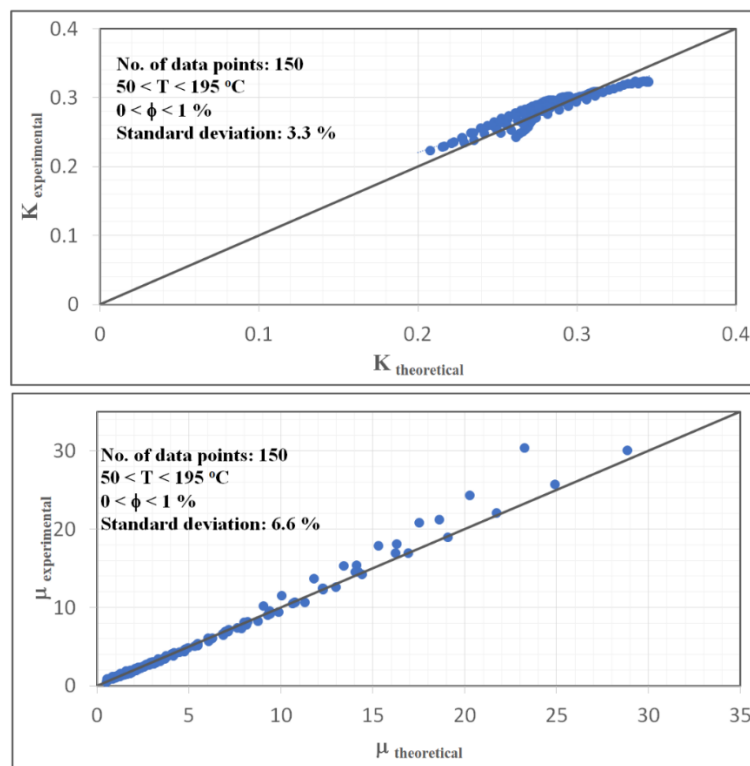 0.4
0.3
0.2
0.1
0
No. of data points: 150
50 < T < 195 ºC
0 < ϕ < 1 %
Standard deviation: 3.3 %
K experimental
0 0.1 0.2 0.3 0.4
K theoretical
30
20
10
0
No. of data points: 150
50 < T < 195 ºC
0 < ϕ < 1 %
Standard deviation: 6.6 %
μ experimental
0 5 10 15 20 25 30 35
μ theoretical